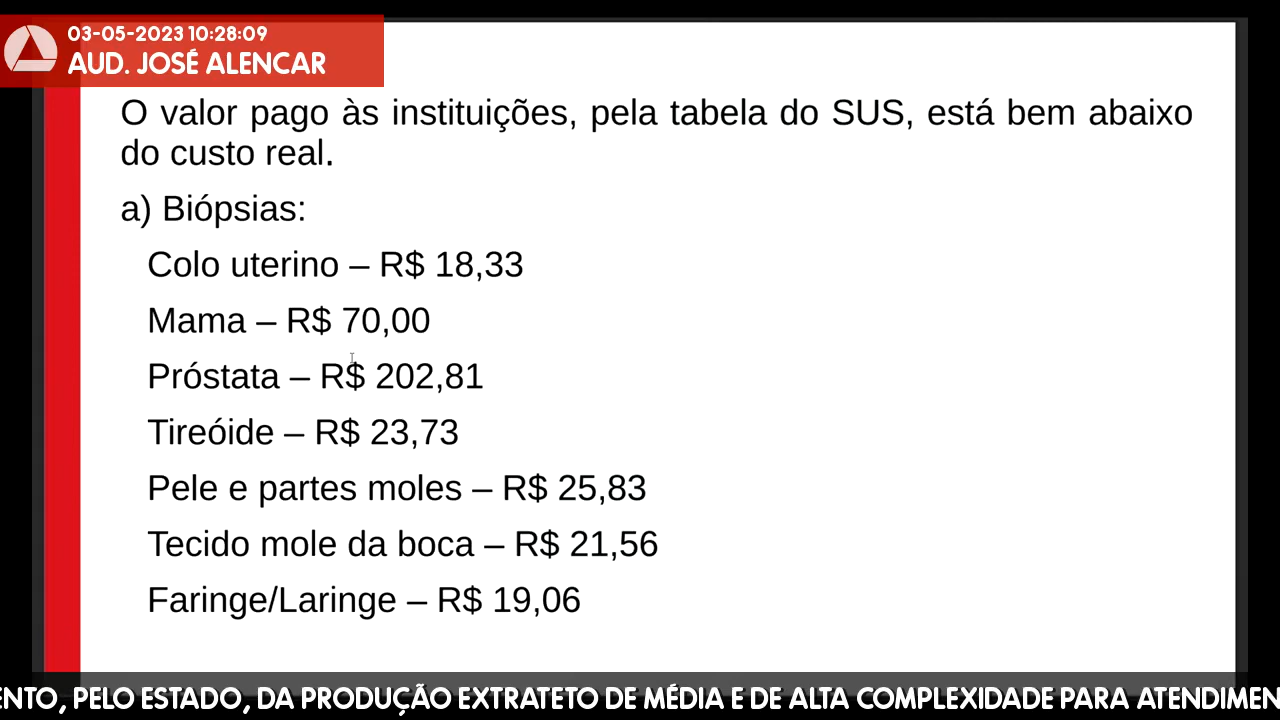 03-05-2023 10:28:09
AUD. JOSÉ ALENCAR
O valor pago às instituições, pela tabela do SUS, está bem abaixo
do custo real.
a) Biópsias:
Colo uterino – R$ 18,33
Mama – R$ 70,00
Próstata – R$ 202,81
Tireóide – R$ 23,73
Pele e partes moles – R$ 25,83
Tecido mole da boca – R$ 21,56
Faringe/Laringe – R$ 19,06
ENTO, PELO ESTADO, DA PRODUÇÃO EXTRATETO DE MÉDIA E DE ALTA COMPLEXIDADE PARA ATENDIMEN